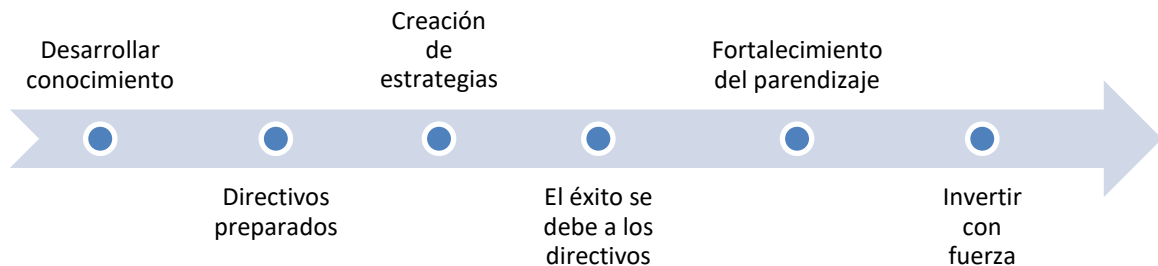 Desarrollar
conocimiento
Directivos
preparados
Creación
de
estrategias
El éxito se
debe a los
directivos
Fortalecimiento
del parendizaje
Invertir
con
fuerza